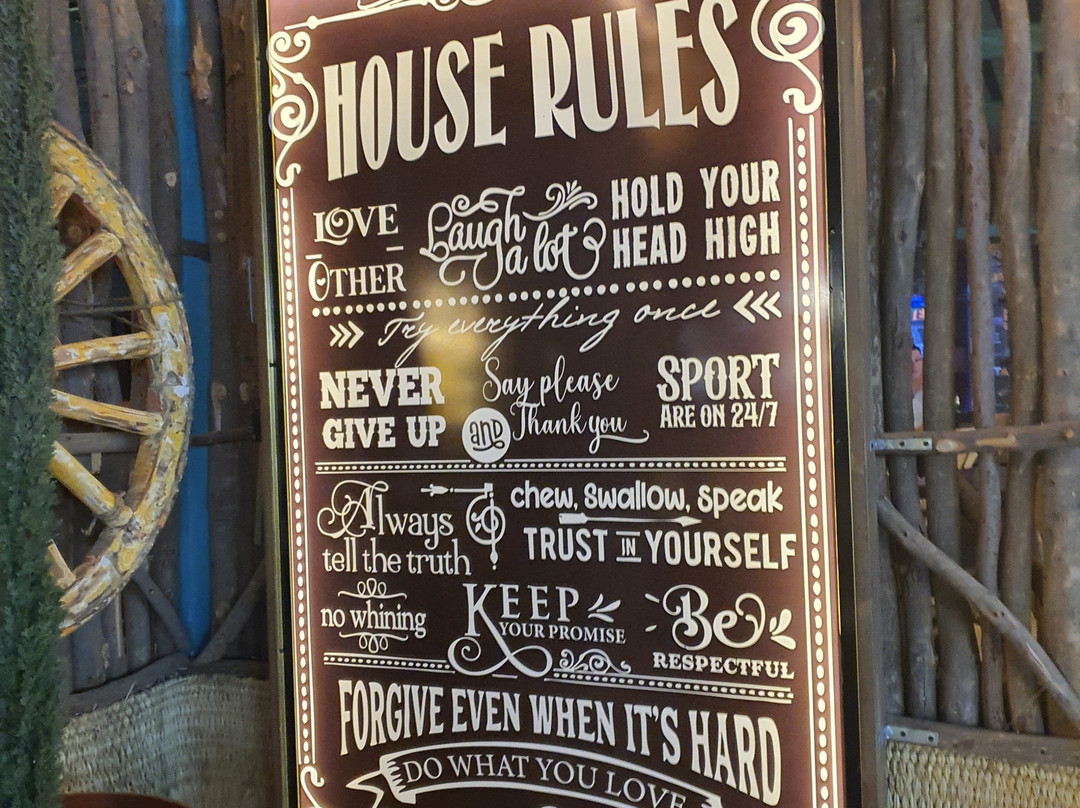 HOUSE RULES
LOVE
OTHER
Laugh
a lot
HOLD YOUR
HEAD HIGH
Try everything once
NEVER
GIVE UP
Say please
and Thank you
SPORT
ARE ON 24/7
Always
tell the truth
chew, swallow, speak
TRUST IN YOURSELF
no whining
KEEP
YOUR PROMISE
Be
RESPECTFUL
FORGIVE EVEN WHEN IT'S HARD
DO WHAT YOU LOVE